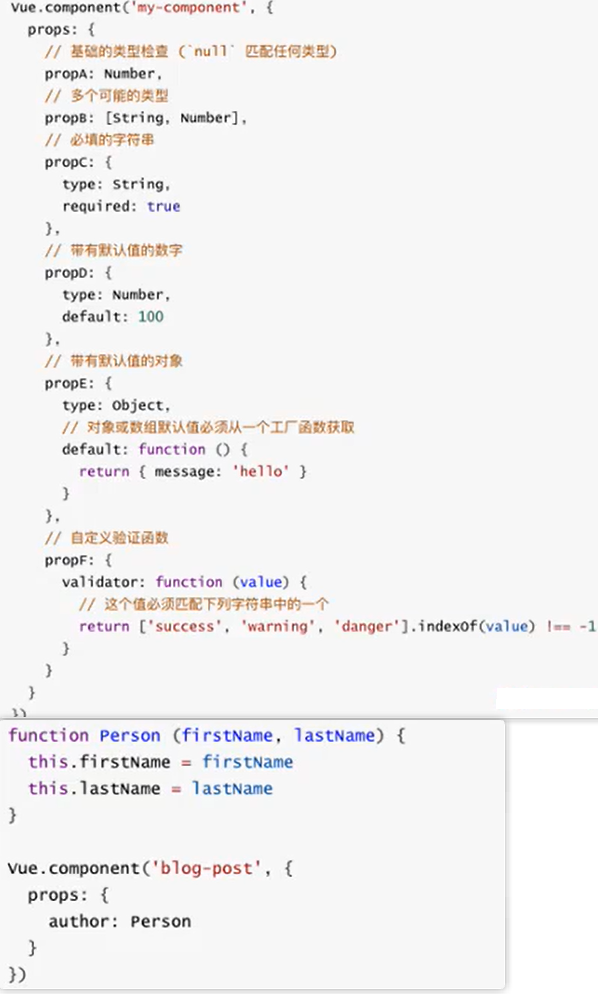 Vue.component('my-component', {
  props: {
    // 基础的类型检查 (`null` 匹配任何类型)
    propA: Number,
    // 多个可能的类型
    propB: [String, Number],
    // 必填的字符串
    propC: {
      type: String,
      required: true
    },
    // 带有默认值的数字
    propD: {
      type: Number,
      default: 100
    },
    // 带有默认值的对象
    propE: {
      type: Object,
      // 对象或数组默认值必须从一个工厂函数获取
      default: function () {
        return { message: 'hello' }
      }
    },
    // 自定义验证函数
    propF: {
      validator: function (value) {
        // 这个值必须匹配下列字符串中的一个
        return ['success', 'warning', 'danger'].indexOf(value) !== -1
      }
    }
  }
})
function Person (firstName, lastName) {
  this.firstName = firstName
  this.lastName = lastName
}

Vue.component('blog-post', {
  props: {
    author: Person
  }
})